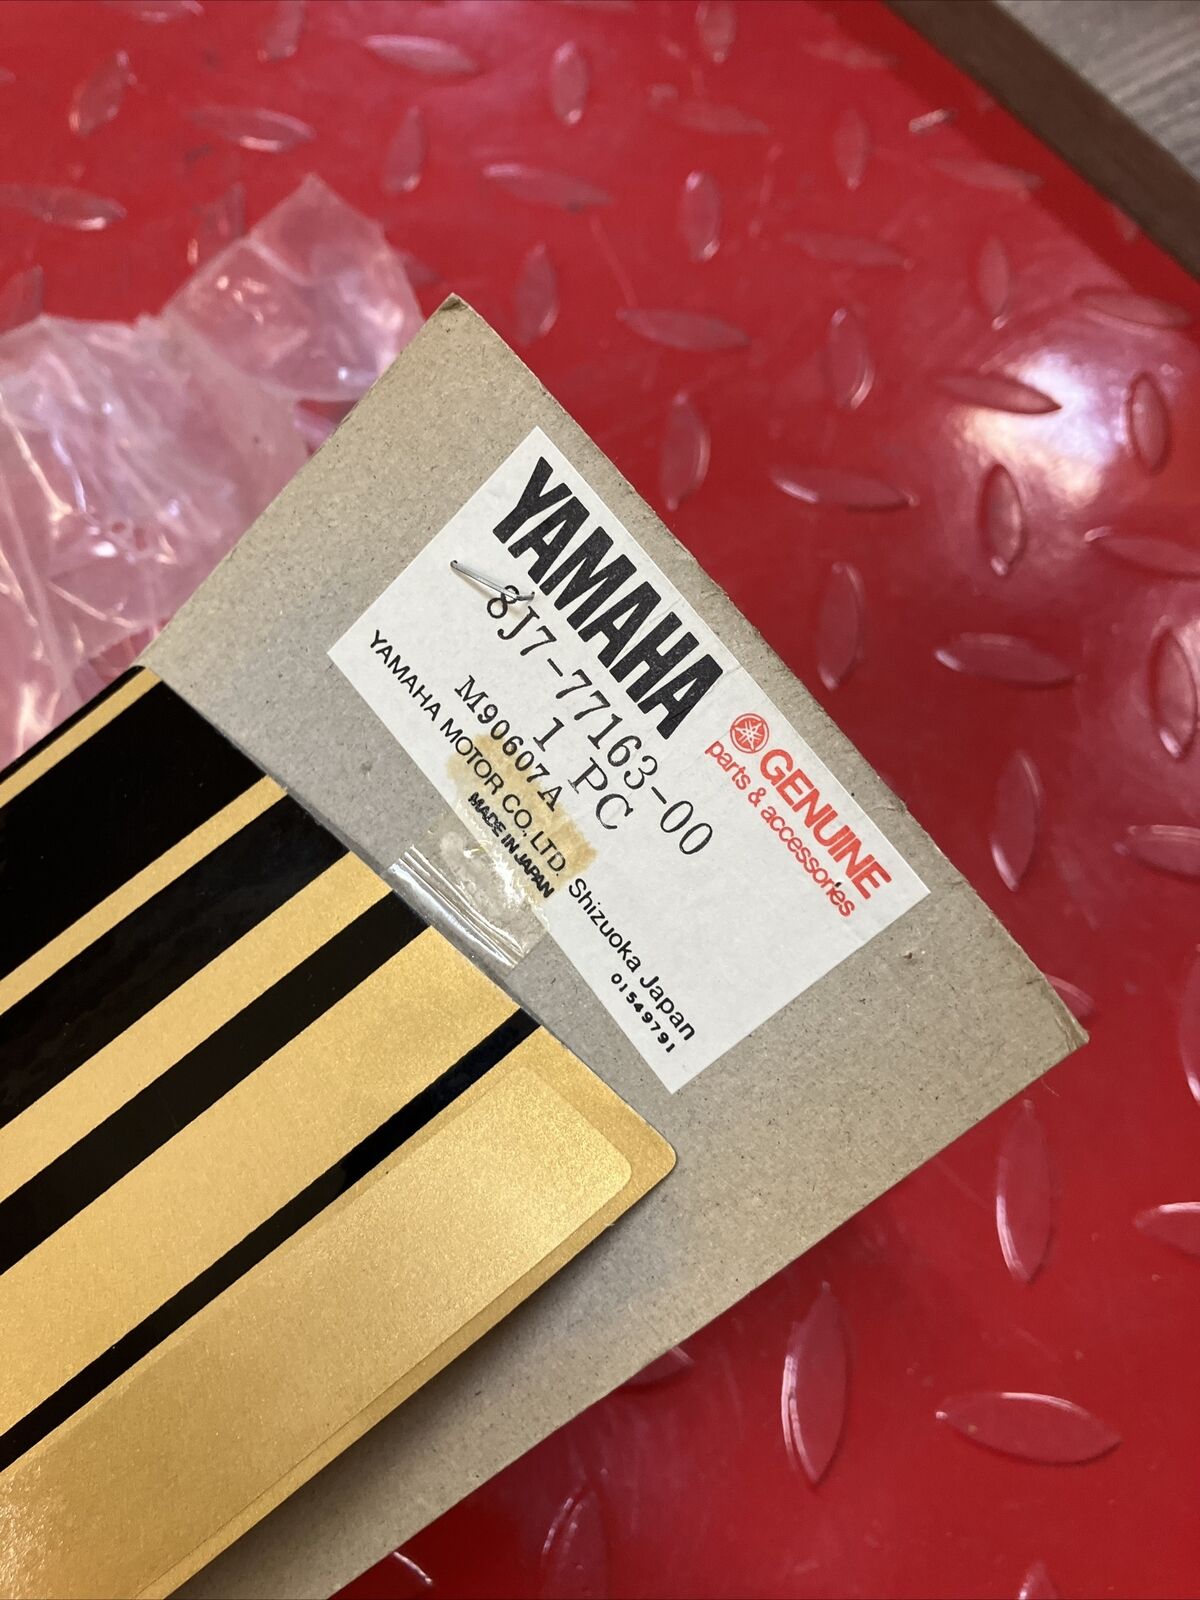 YAMAHA
8J7-77163-00
1 PC
M90607A
YAMAHA MOTOR CO., LTD. Shizuoka Japan
MADE IN JAPAN
01549791
GENUINE
parts & accessories